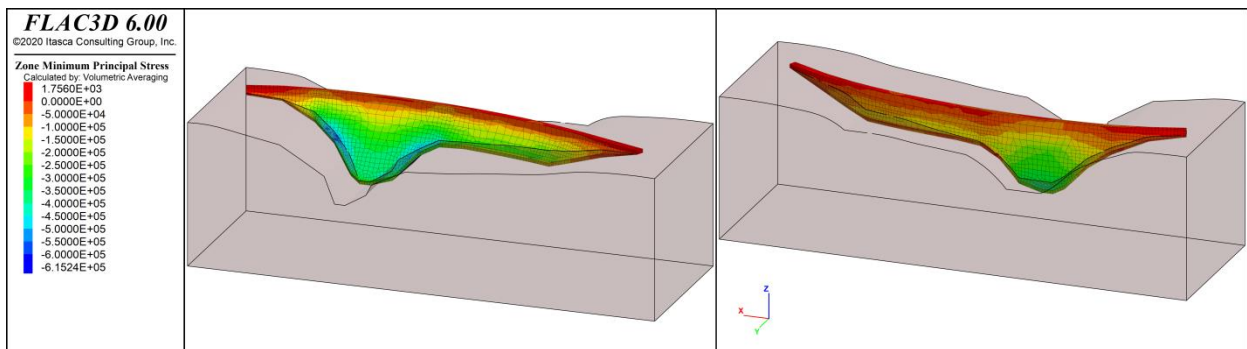 FLAC3D 6.00
©2020 Itasca Consulting Group, Inc.
Zone Minimum Principal Stress
Calculated by: Volumetric Averaging
1.7560E+03
0.0000E+00
-5.0000E+04
-1.0000E+05
-1.5000E+05
-2.0000E+05
-2.5000E+05
-3.0000E+05
-3.5000E+05
-4.0000E+05
-4.5000E+05
-5.0000E+05
-5.5000E+05
-6.0000E+05
-6.1524E+05
Z
X
Y